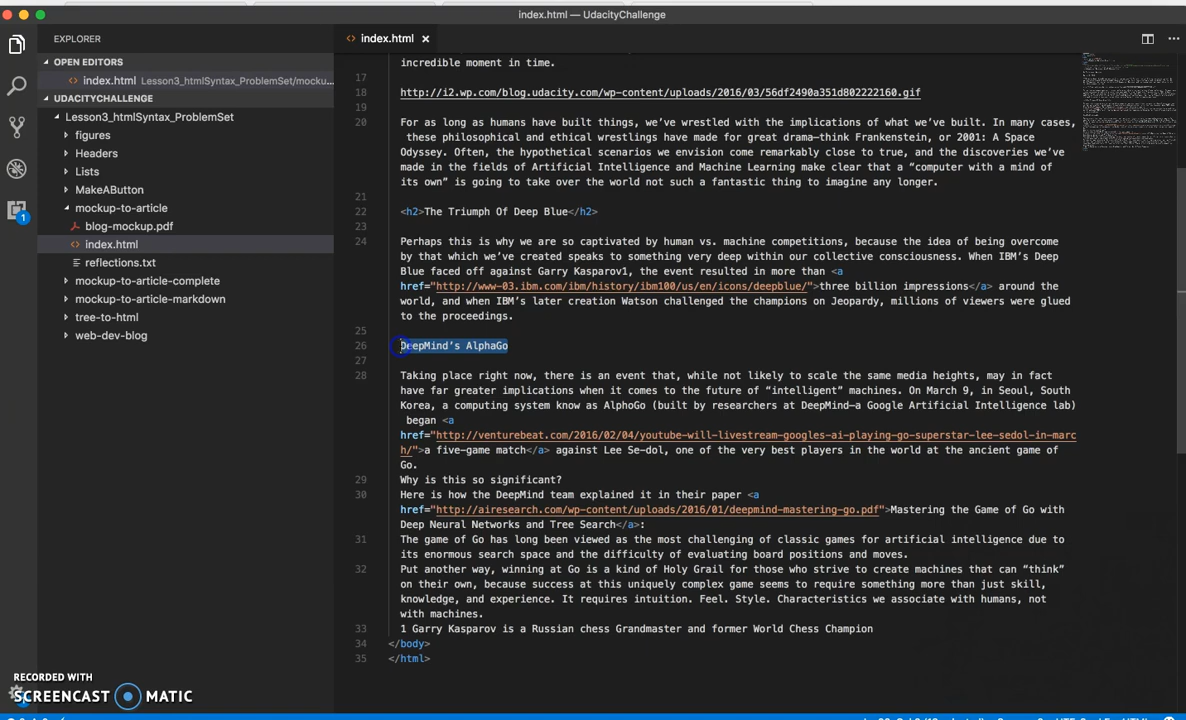 index.html — UdacityChallenge
EXPLORER
OPEN EDITORS
index.html Lesson3_htmlSyntax_ProblemSet/mocku...
UDACITYCHALLENGE
Lesson3_htmlSyntax_ProblemSet
figures
Headers
Lists
MakeAButton
mockup-to-article
blog-mockup.pdf
index.html
reflections.txt
mockup-to-article-complete
mockup-to-article-markdown
tree-to-html
web-dev-blog
1
index.html
incredible moment in time.
17
18 http://i2.wp.com/blog.udacity.com/wp-content/uploads/2016/03/56df2490a351d802222160.gif
19
20 For as long as humans have built things, we’ve wrestled with the implications of what we’ve built. In many cases,
these philosophical and ethical wrestlings have made for great drama—think Frankenstein, or 2001: A Space
Odyssey. Often, the hypothetical scenarios we envision come remarkably close to true, and the discoveries we’ve
made in the fields of Artificial Intelligence and Machine Learning make clear that a “computer with a mind of
its own” is going to take over the world not such a fantastic thing to imagine any longer.
21
22 <h2>The Triumph Of Deep Blue</h2>
23
24 Perhaps this is why we are so captivated by human vs. machine competitions, because the idea of being overcome
by that which we’ve created speaks to something very deep within our collective consciousness. When IBM’s Deep
Blue faced off against Garry Kasparov1, the event resulted in more than <a
href="http://www-03.ibm.com/ibm/history/ibm100/us/en/icons/deepblue/">three billion impressions</a> around the
world, and when IBM’s later creation Watson challenged the champions on Jeopardy, millions of viewers were glued
to the proceedings.
25
26 DeepMind’s AlphaGo
27
28 Taking place right now, there is an event that, while not likely to scale the same media heights, may in fact
have far greater implications when it comes to the future of “intelligent” machines. On March 9, in Seoul, South
Korea, a computing system know as AlphoGo (built by researchers at DeepMind—a Google Artificial Intelligence lab)
began <a
href="http://venturebeat.com/2016/02/04/youtube-will-livestream-googles-ai-playing-go-superstar-lee-sedol-in-marc
h/">a five-game match</a> against Lee Se-dol, one of the very best players in the world at the ancient game of
Go.
29 Why is this so significant?
30 Here is how the DeepMind team explained it in their paper <a
href="http://airesearch.com/wp-content/uploads/2016/01/deepmind-mastering-go.pdf">Mastering the Game of Go with
Deep Neural Networks and Tree Search</a>:
31 The game of Go has long been viewed as the most challenging of classic games for artificial intelligence due to
its enormous search space and the difficulty of evaluating board positions and moves.
32 Put another way, winning at Go is a kind of Holy Grail for those who strive to create machines that can “think”
on their own, because success at this uniquely complex game seems to require something more than just skill,
knowledge, and experience. It requires intuition. Feel. Style. Characteristics we associate with humans, not
with machines.
33 1 Garry Kasparov is a Russian chess Grandmaster and former World Chess Champion
34 </body>
35 </html>
RECORDED WITH
SCREENCAST MATIC